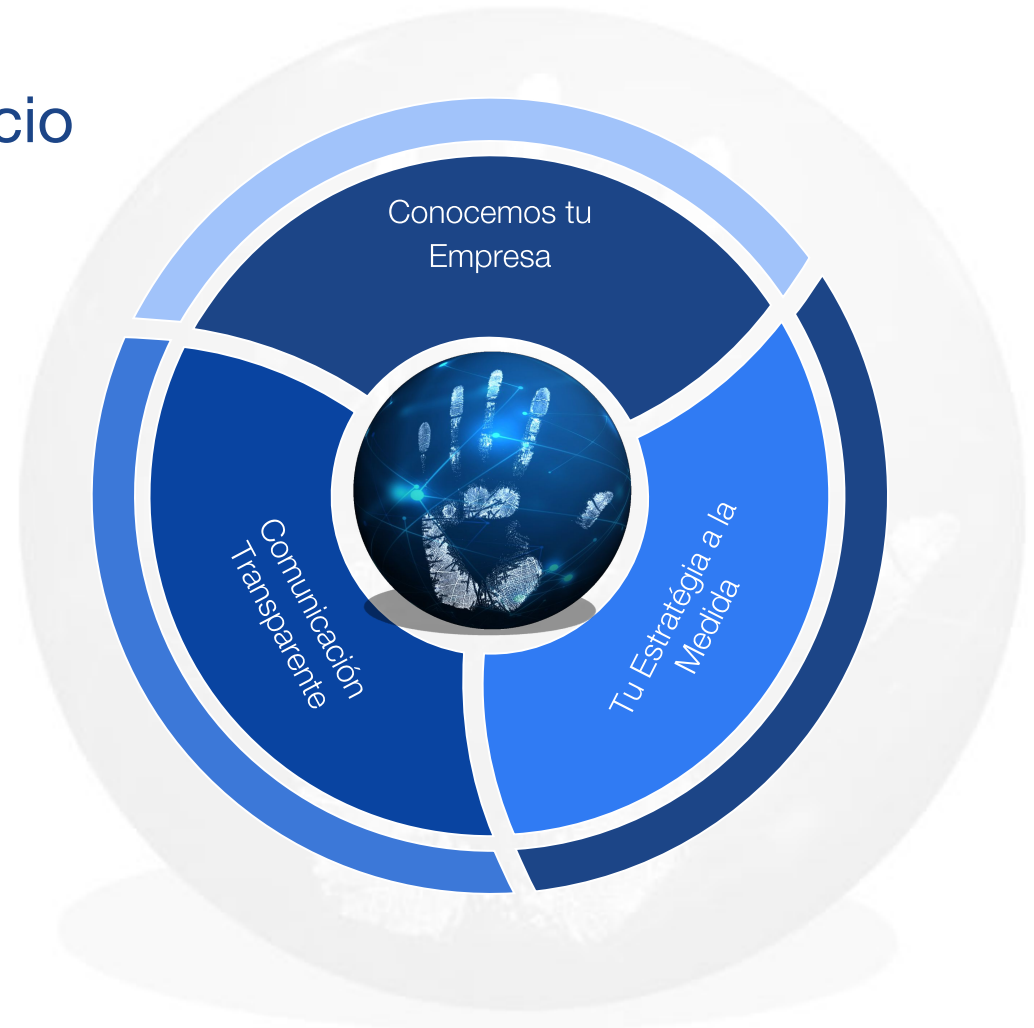 cio
Conocemos tu
Empresa
Tu Estratégia a la
Medida
Comunicación
Transparente